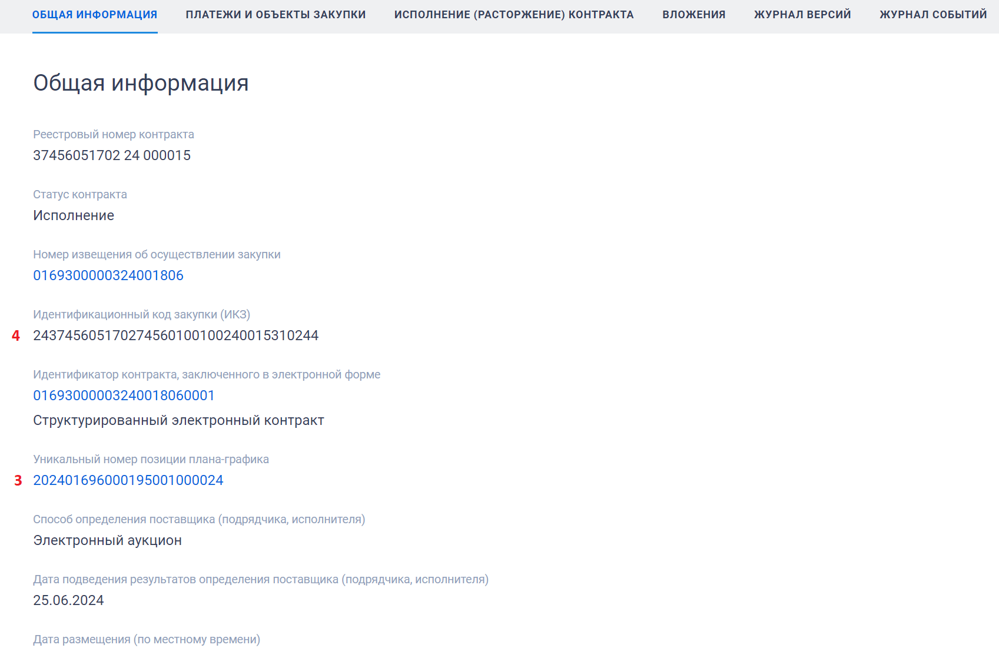 ОБЩАЯ ИНФОРМАЦИЯ ПЛАТЕЖИ И ОБЪЕКТЫ ЗАКУПКИ ИСПОЛНЕНИЕ (РАСТОРЖЕНИЕ) КОНТРАКТА ВЛОЖЕНИЯ ЖУРНАЛ ВЕРСИЙ ЖУРНАЛ СОБЫТИЙ
Общая информация
Реестровый номер контракта
37456051702 24 000015
Статус контракта
Исполнение
Номер извещения об осуществлении закупки
0169300000324001806
Идентификационный код закупки (ИКЗ)
4 243745605170274560100100240015310244
Идентификатор контракта, заключенного в электронной форме
01693000003240018060001
Структурированный электронный контракт
Уникальный номер позиции плана-графика
3 202401696000195001000024
Способ определения поставщика (подрядчика, исполнителя)
Электронный аукцион
Дата подведения результатов определения поставщика (подрядчика, исполнителя)
25.06.2024
Дата размещения (по местному времени)